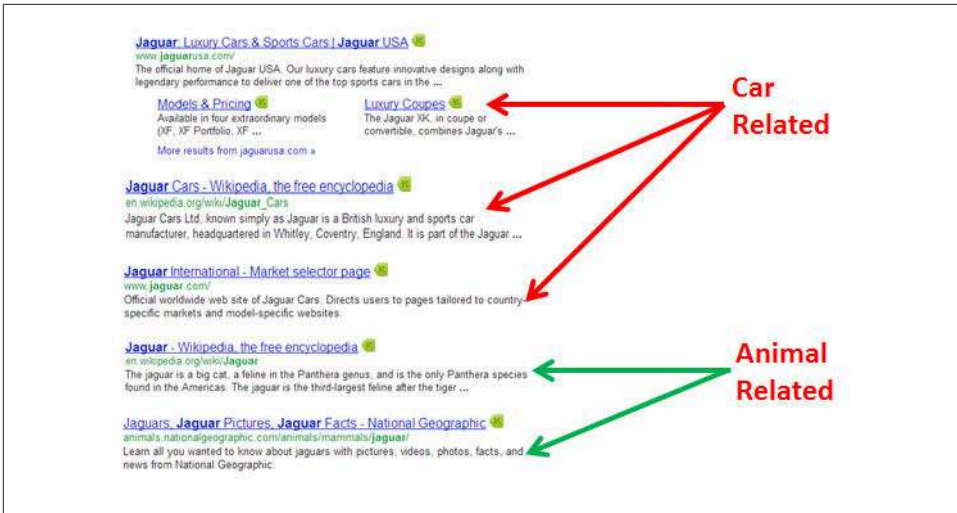 Jaguar: Luxury Cars & Sports Cars | Jaguar USA
www.jaguarusa.com/
The official home of Jaguar USA. Our luxury cars feature innovative designs along with
legendary performance to deliver one of the top sports cars in the ...
Models & Pricing
Available in four extraordinary models
(XF, XF Portfolio, XF ...
Luxury Coupes
The Jaguar XK, in coupe or
convertible, combines Jaguar's ...
More results from jaguarusa.com »
Car
Related
Jaguar Cars - Wikipedia, the free encyclopedia
en.wikipedia.org/wiki/Jaguar_Cars
Jaguar Cars Ltd, known simply as Jaguar is a British luxury and sports car
manufacturer, headquartered in Whitley, Coventry, England. It is part of the Jaguar ...
Jaguar International - Market selector page
www.jaguar.com/
Official worldwide web site of Jaguar Cars. Directs users to pages tailored to country-
specific markets and model-specific websites.
Jaguar - Wikipedia, the free encyclopedia
en.wikipedia.org/wiki/Jaguar
The jaguar is a big cat, a feline in the Panthera genus, and is the only Panthera species
found in the Americas. The jaguar is the third-largest feline after the tiger ...
Animal
Related
Jaguars, Jaguar Pictures, Jaguar Facts - National Geographic
animals.nationalgeographic.com/animals/mammals/jaguar/
Learn all you wanted to know about jaguars with pictures, videos, photos, facts, and
news from National Geographic.